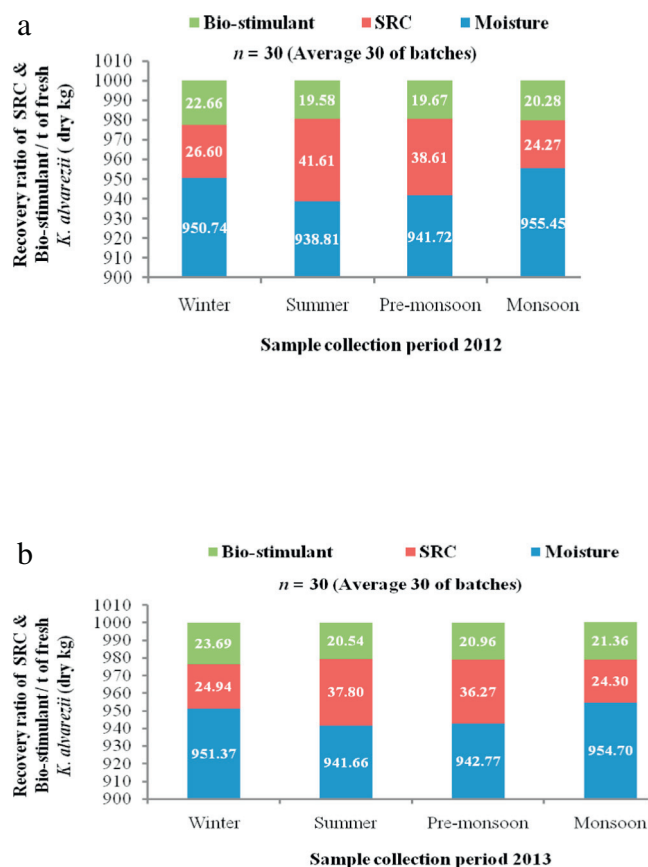 a
Bio-stimulant SRC Moisture
n = 30 (Average 30 of batches)
Recovery ratio of SRC &
Bio-stimulant / t of fresh
K. alvarezii ( dry kg)
1010
1000
990
980
970
960
950
940
930
920
910
900
22.66 19.58 19.67 20.28
26.60 41.61 38.61 24.27
950.74 938.81 941.72 955.45
Winter Summer Pre-monsoon Monsoon
Sample collection period 2012
b
Bio-stimulant SRC Moisture
n = 30 (Average 30 of batches)
Recovery ratio of SRC &
Bio-stimulant / t of fresh
K. alvarezii (dry kg)
1010
1000
990
980
970
960
950
940
930
920
910
900
23.69 20.54 20.96 21.36
24.94 37.80 36.27 24.30
951.37 941.66 942.77 954.70
Winter Summer Pre-monsoon Monsoon
Sample collection period 2013